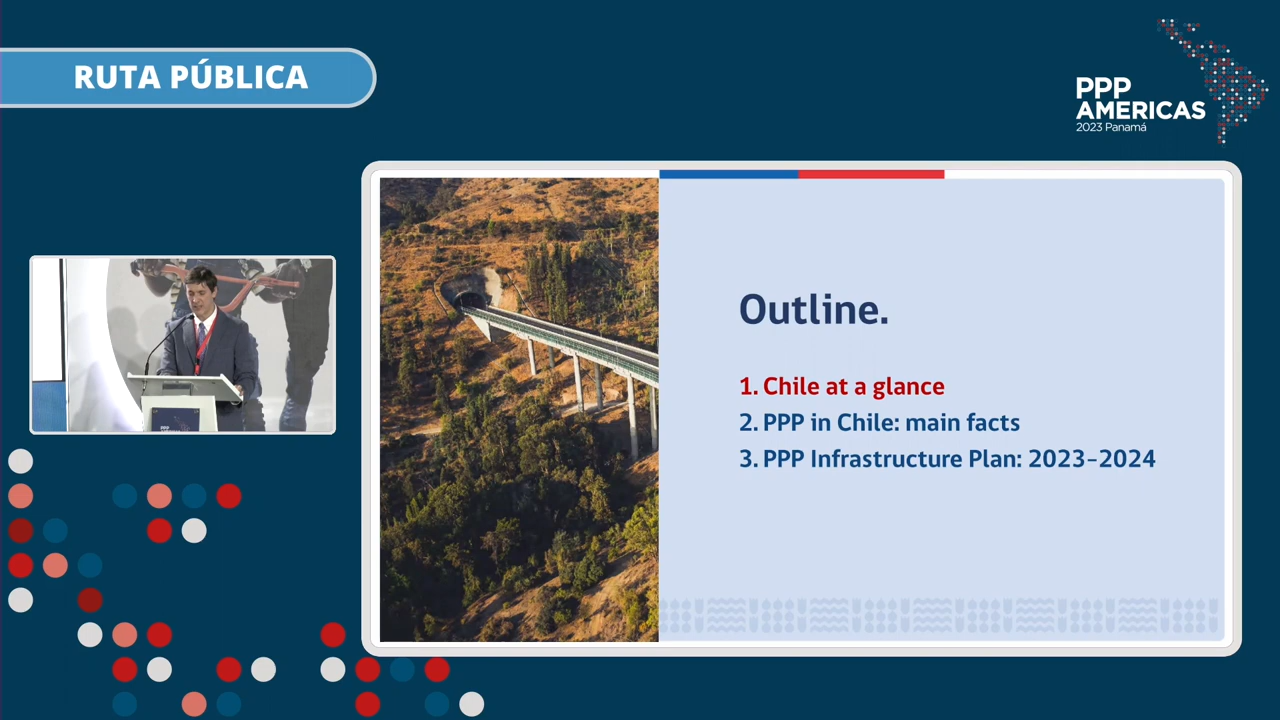 RUTA PÚBLICA
PPP
AMERICAS
2023 Panamá
Outline.
1. Chile at a glance
2. PPP in Chile: main facts
3. PPP Infrastructure Plan: 2023–2024